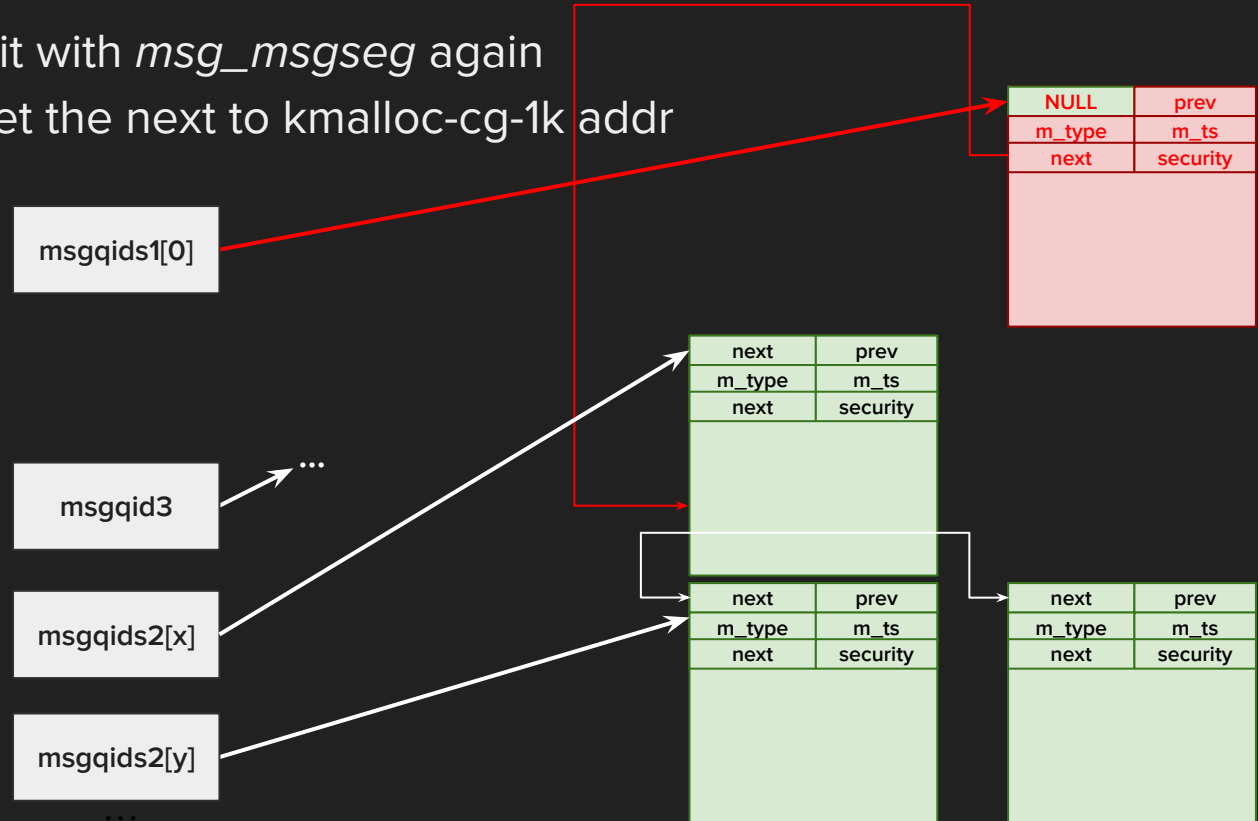 it with msg_msgseg again
et the next to kmalloc-cg-1k addr
NULL prev
m_type m_ts
next security
msgqids1[0]
next prev
m_type m_ts
next security
...
msgqid3
msgqids2[x]
next prev
m_type m_ts
next security
next prev
m_type m_ts
next security
msgqids2[y]
...